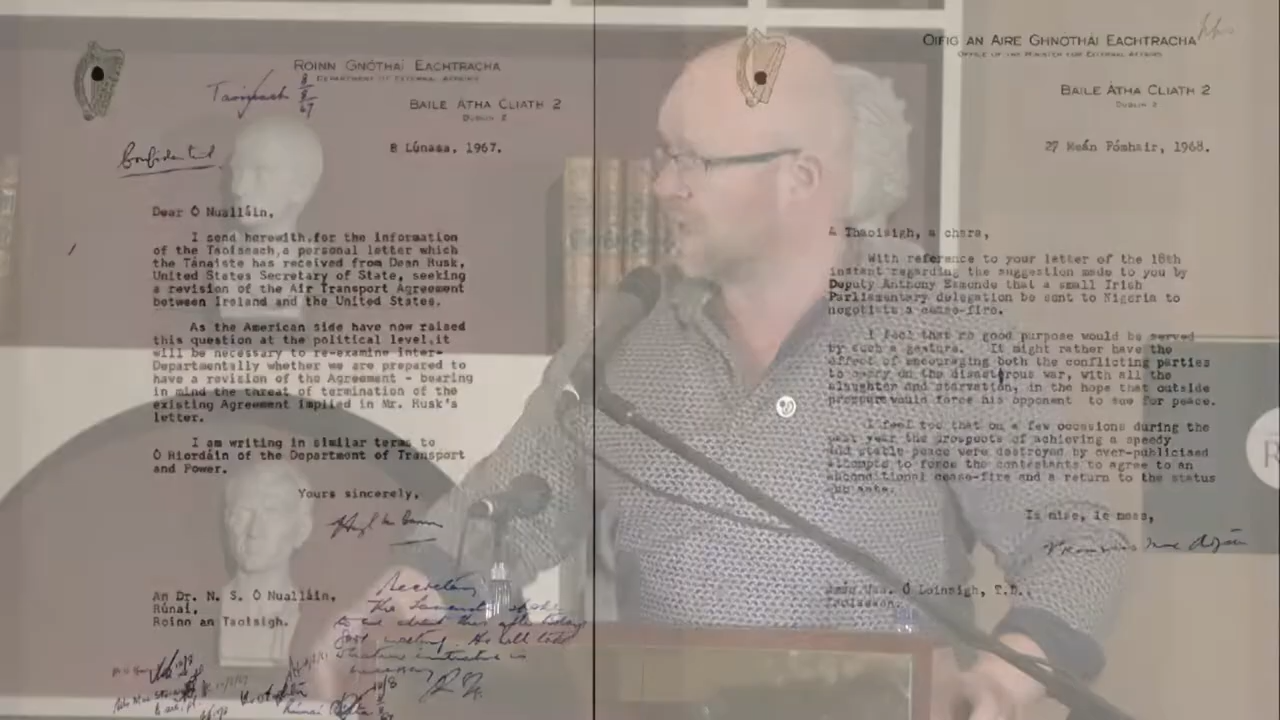 ROINN GNÓTHAÍ EACHTRACHA
DEPARTMENT OF EXTERNAL AFFAIRS
Taoiseach 8/8/67
BAILE ÁTHA CLIATH 2
DUBLIN 2
Confidential
8 Lúnasa, 1967.
Dear Ó Nualláin,
I send herewith, for the information
of the Taoiseach, a personal letter which
the Tánaiste has received from Dean Rusk,
United States Secretary of State, seeking
a revision of the Air Transport Agreement
between Ireland and the United States.
As the American side have now raised
this question at the political level, it
will be necessary to re-examine inter-
Departmentally whether we are prepared to
have a revision of the Agreement - bearing
in mind the threat of termination of the
existing Agreement implied in Mr. Rusk's
letter.
I am writing in similar terms to
Ó Riordáin of the Department of Transport
and Power.
Yours sincerely,
An Dr. N. S. Ó Nualláin,
Rúnaí,
Roinn an Taoisigh.
Secretary
OIFIG AN AIRE GHNÓTHAÍ EACHTRACHA
OFFICE OF THE MINISTER FOR EXTERNAL AFFAIRS
BAILE ÁTHA CLIATH 2
DUBLIN 2
27 Meán Fómhair, 1968.
A Thaoisigh, a chara,
With reference to your letter of the 18th
instant regarding the suggestion made to you by
Deputy Anthony Esmonde that a small Irish
Parliamentary delegation be sent to Nigeria to
negotiate a cease-fire.
I feel that no good purpose would be served
by such a gesture. It might rather have the
effect of encouraging both the conflicting parties
to carry on the disasterous war, with all the
slaughter and starvation, in the hope that outside
pressure would force his opponent to sue for peace.
I feel too that on a few occasions during the
past year the prospects of achieving a speedy
and stable peace were destroyed by over-publicised
attempts to force the contestants to agree to an
unconditional cease-fire and a return to the status
quo ante.
Is mise, le meas,
Ó Loinsigh, T.D.,
Taoiseach.